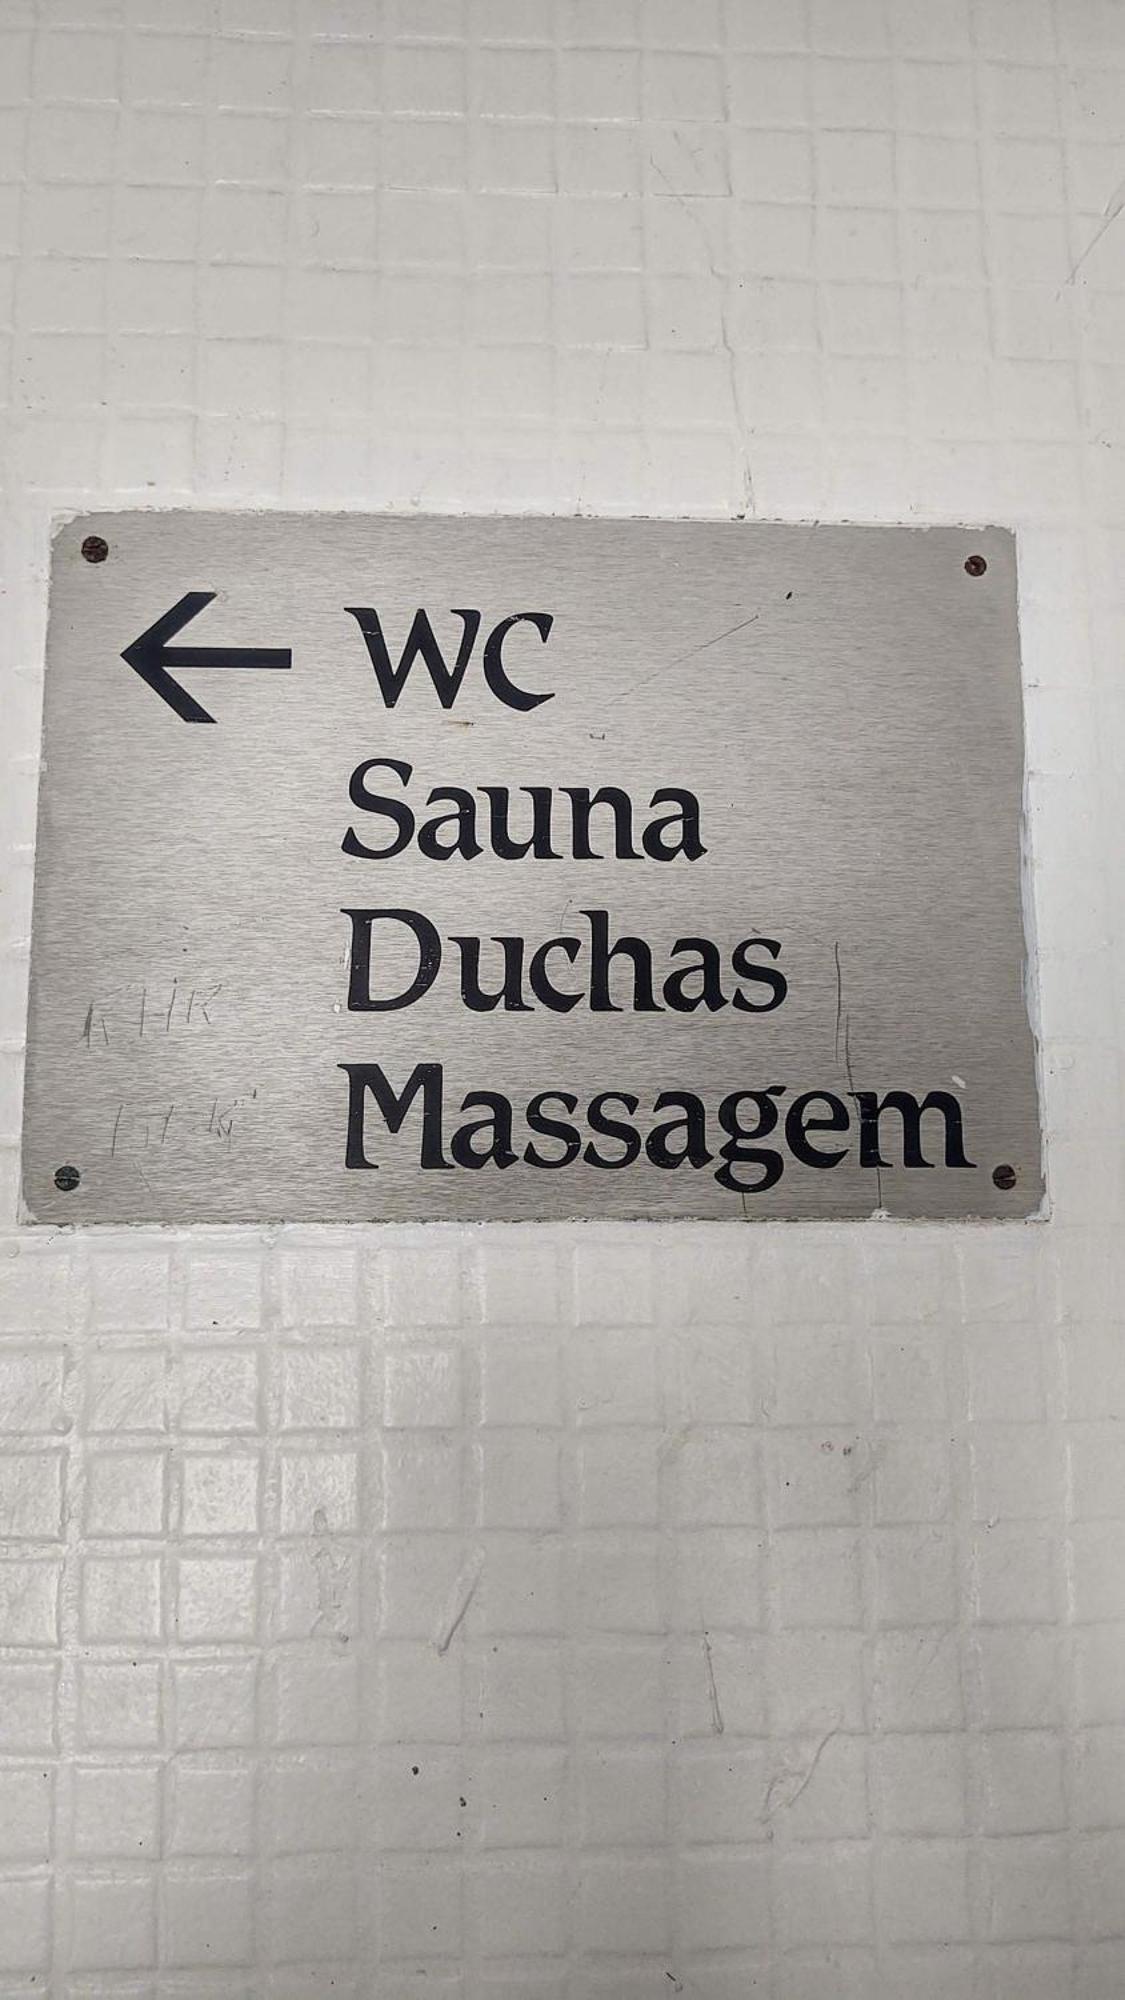 ← WC
Sauna
Duchas
Massagem